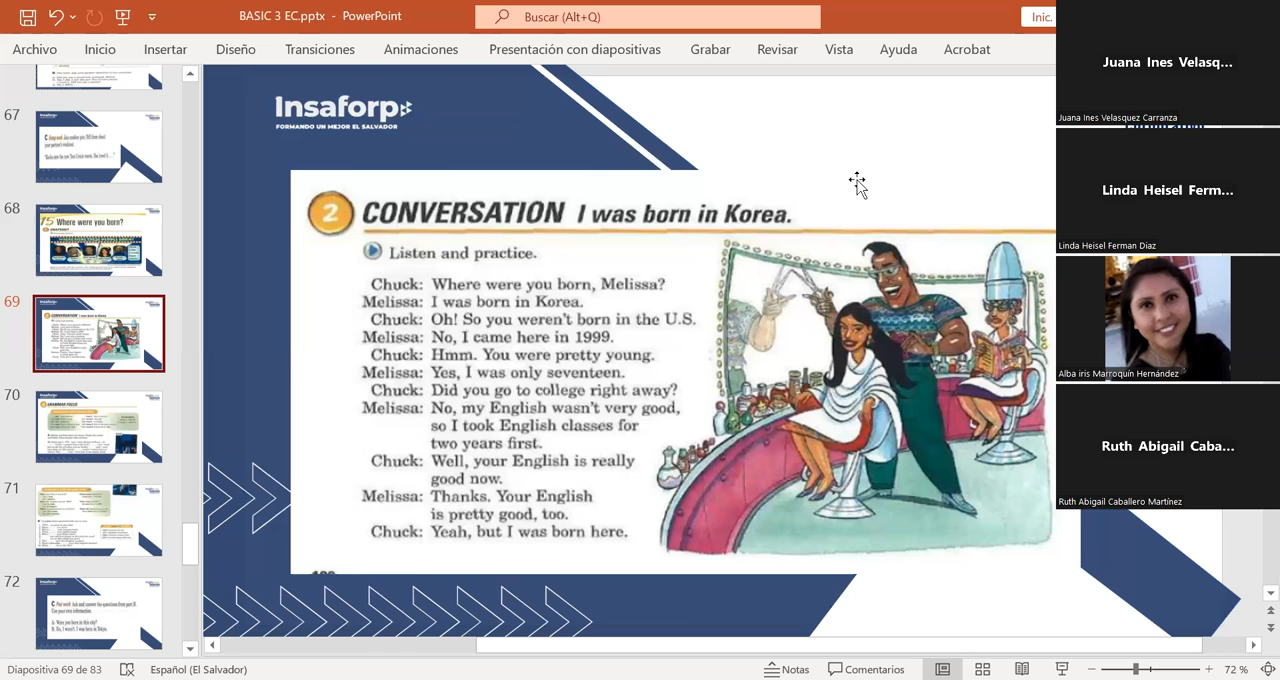 BASIC 3 EC.pptx - PowerPoint
Buscar (Alt+Q)
Inic.
Archivo Inicio Insertar Diseño Transiciones Animaciones Presentación con diapositivas Grabar Revisar Vista Ayuda Acrobat
67
68
Where were you born?
69
70
71
72
Insaforp
FORMANDO UN MEJOR EL SALVADOR
2 CONVERSATION I was born in Korea.
Listen and practice.
Chuck: Where were you born, Melissa?
Melissa: I was born in Korea.
Chuck: Oh! So you weren't born in the U.S.
Melissa: No, I came here in 1999.
Chuck: Hmm. You were pretty young.
Melissa: Yes, I was only seventeen.
Chuck: Did you go to college right away?
Melissa: No, my English wasn't very good,
so I took English classes for
two years first.
Chuck: Well, your English is really
good now.
Melissa: Thanks. Your English
is pretty good, too.
Chuck: Yeah, but I was born here.
Juana Ines Velasq...
Juana Ines Velasquez Carranza
Linda Heisel Ferm...
Linda Heisel Ferman Diaz
Alba iris Marroquín Hernández
Ruth Abigail Caba...
Ruth Abigail Caballero Martínez
Diapositiva 69 de 83 Español (El Salvador) Notas Comentarios 72 %